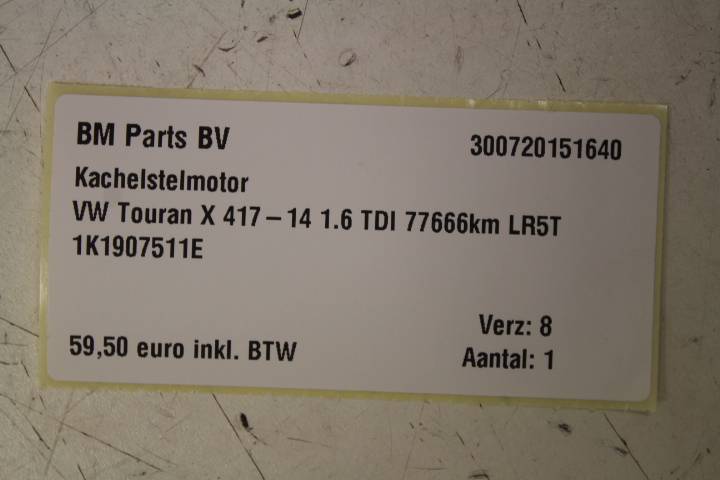 BM Parts BV 300720151640
Kachelstelmotor
VW Touran X 417 – 14 1.6 TDI 77666km LR5T
1K1907511E
Verz: 8
59,50 euro inkl. BTW Aantal: 1